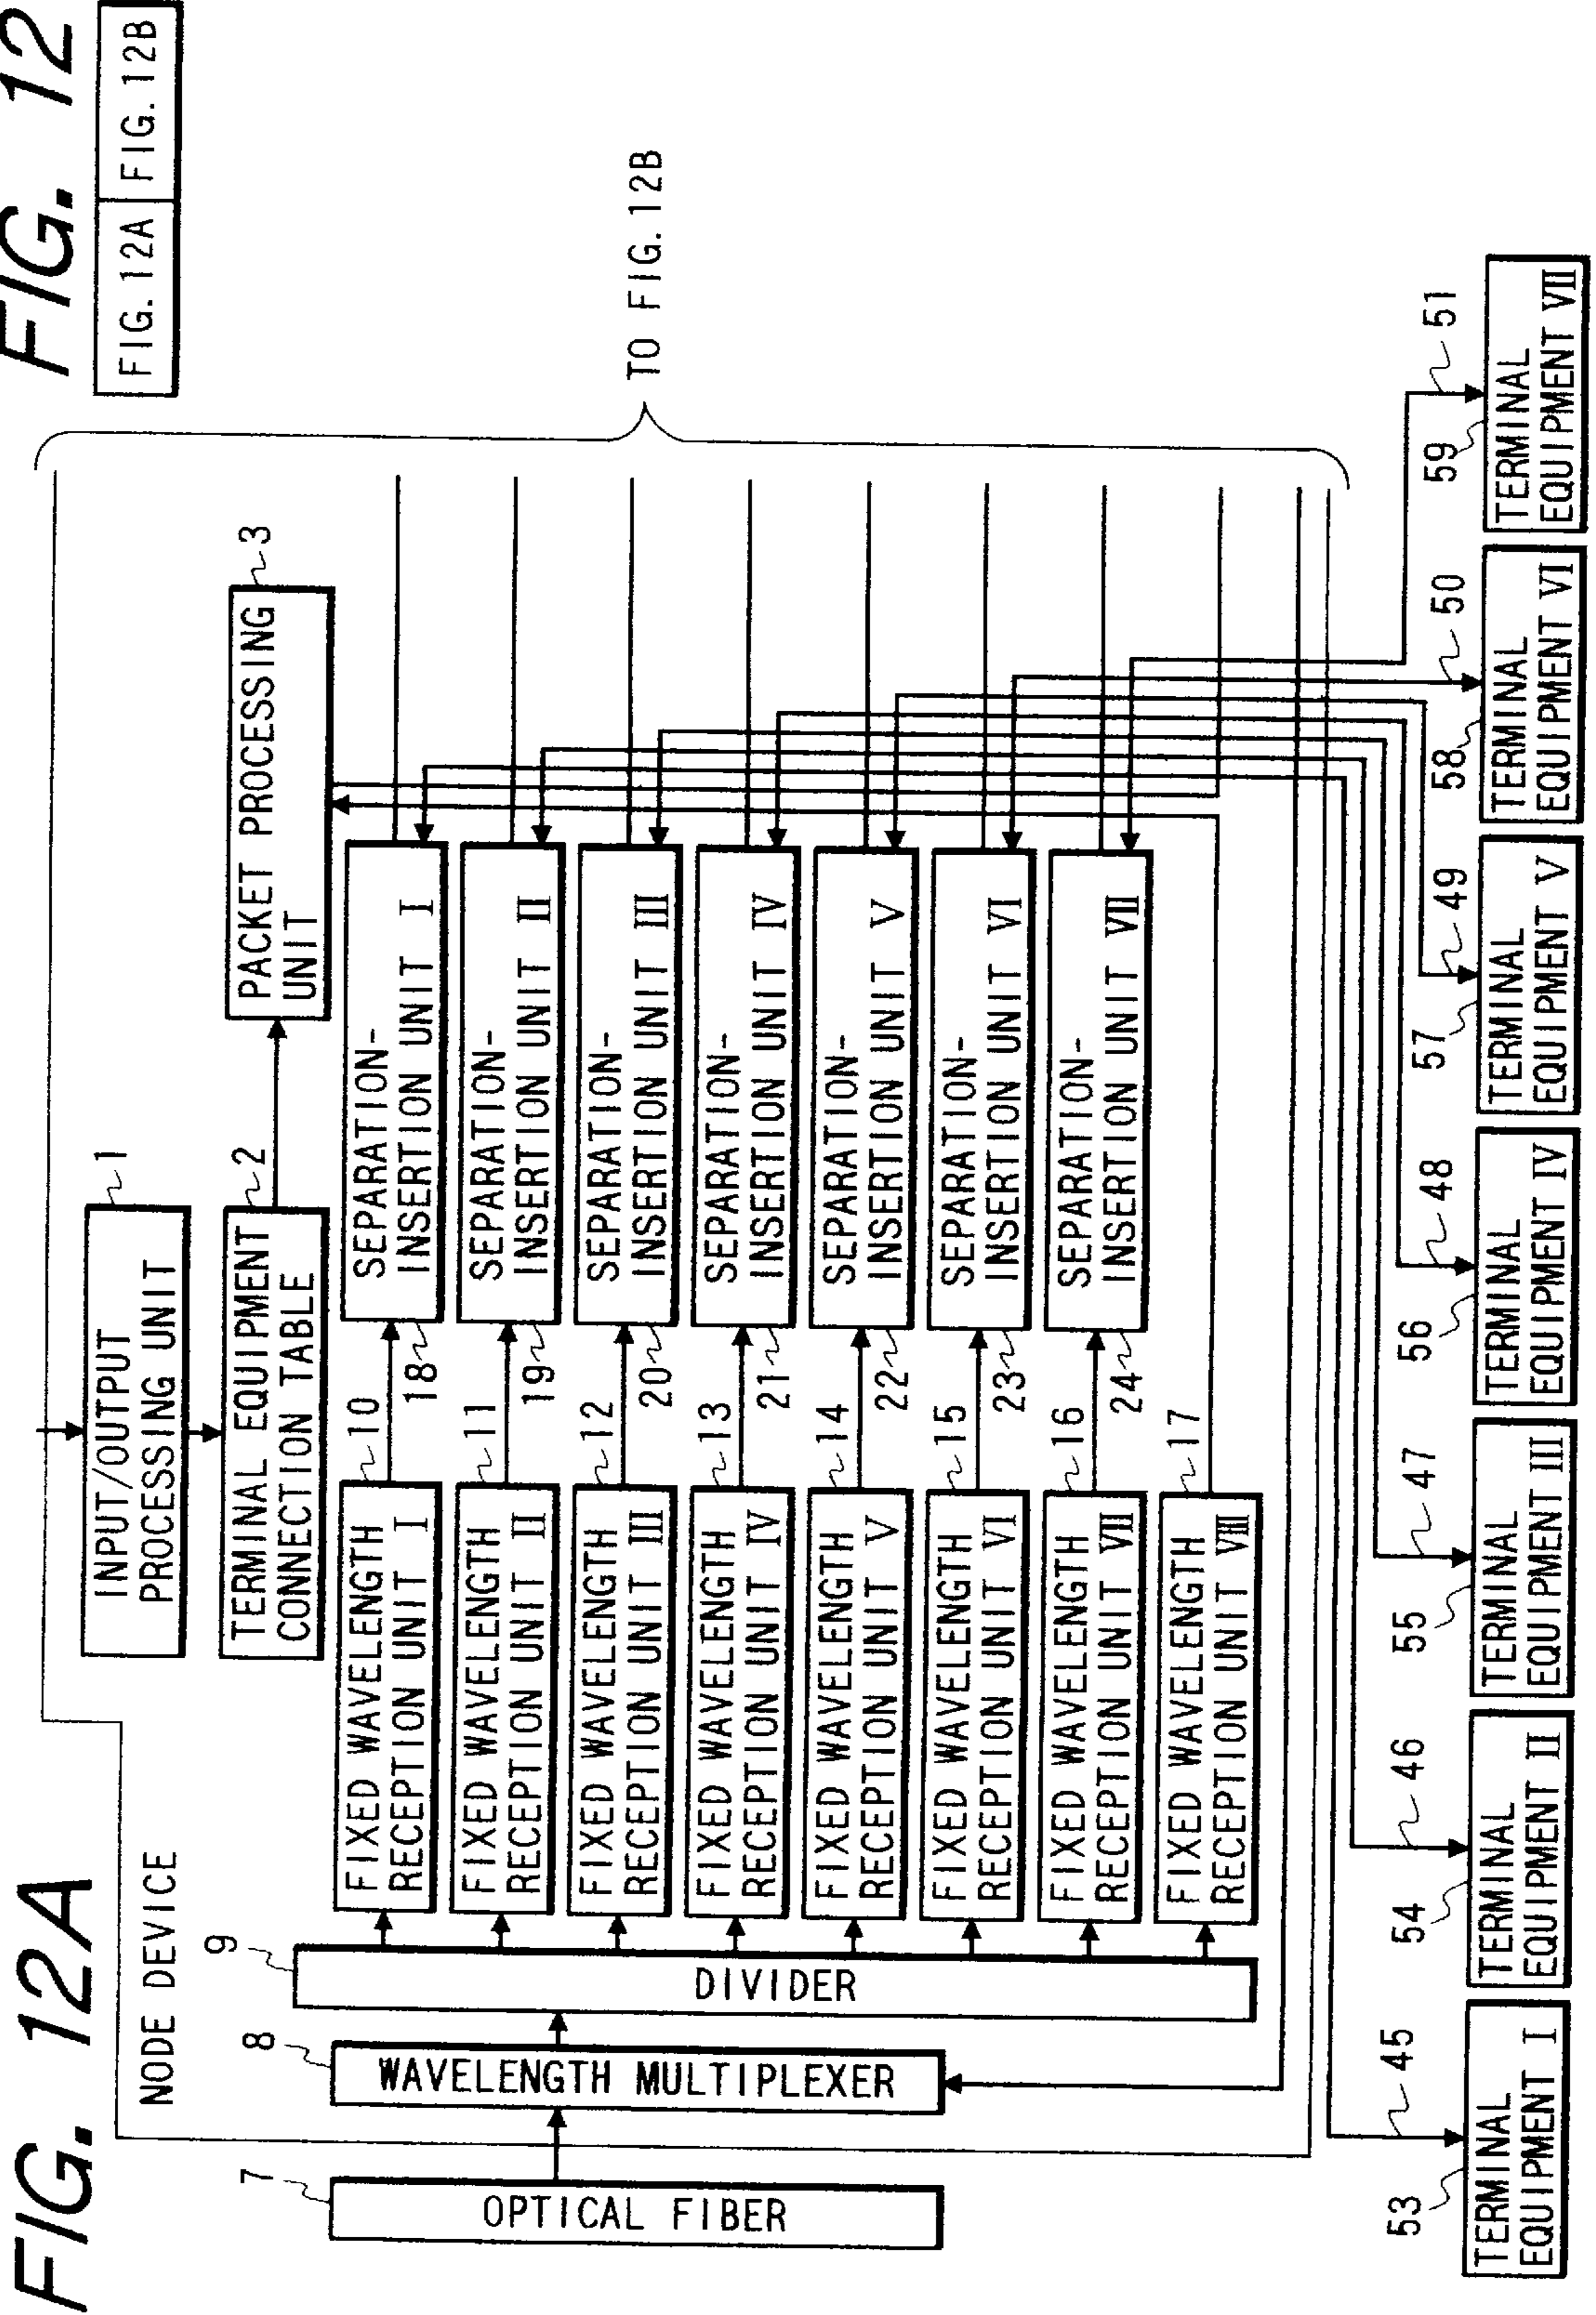 FIG. 12A
FIG. 12
FIG. 12A
FIG. 12B
NODE DEVICE
INPUT/OUTPUT
PROCESSING UNIT
1
TERMINAL EQUIPMENT
CONNECTION TABLE
2
PACKET PROCESSING
UNIT
3
TO FIG. 12B
7
OPTICAL FIBER
8
WAVELENGTH MULTIPLEXER
9
DIVIDER
FIXED WAVELENGTH
RECEPTION UNIT I
10
FIXED WAVELENGTH
RECEPTION UNIT II
11
FIXED WAVELENGTH
RECEPTION UNIT III
12
FIXED WAVELENGTH
RECEPTION UNIT IV
13
FIXED WAVELENGTH
RECEPTION UNIT V
14
FIXED WAVELENGTH
RECEPTION UNIT VI
15
FIXED WAVELENGTH
RECEPTION UNIT VII
16
FIXED WAVELENGTH
RECEPTION UNIT VIII
17
18
SEPARATION-
INSERTION UNIT I
19
SEPARATION-
INSERTION UNIT II
20
SEPARATION-
INSERTION UNIT III
21
SEPARATION-
INSERTION UNIT IV
22
SEPARATION-
INSERTION UNIT V
23
SEPARATION-
INSERTION UNIT VI
24
SEPARATION-
INSERTION UNIT VII
53
45
TERMINAL
EQUIPMENT I
54
46
TERMINAL
EQUIPMENT II
55
47
TERMINAL
EQUIPMENT III
56
48
TERMINAL
EQUIPMENT IV
57
49
TERMINAL
EQUIPMENT V
58
50
TERMINAL
EQUIPMENT VI
59
51
TERMINAL
EQUIPMENT VII